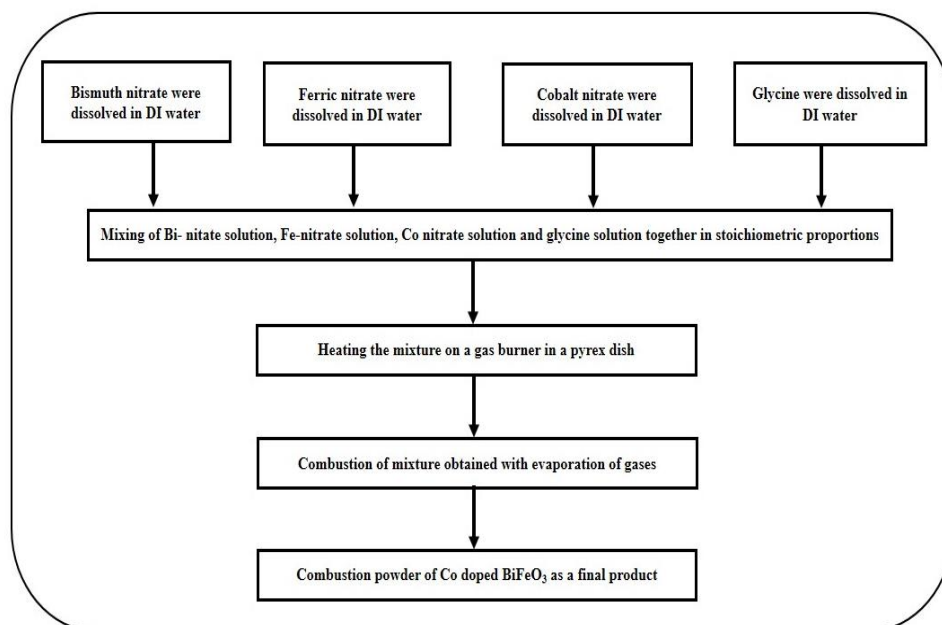 Bismuth nitrate were
dissolved in DI water
Ferric nitrate were
dissolved in DI water
Cobalt nitrate were
dissolved in DI water
Glycine were dissolved in
DI water
Mixing of Bi- nitate solution, Fe-nitrate solution, Co nitrate solution and glycine solution together in stoichiometric proportions
Heating the mixture on a gas burner in a pyrex dish
Combustion of mixture obtained with evaporation of gases
Combustion powder of Co doped BiFeO₃ as a final product